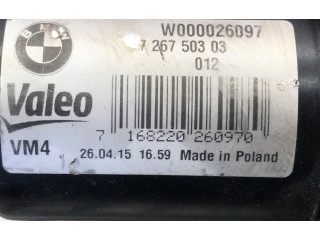 BMW
W000026097
7 267 503 03
012
Valeo
7 168220 260970
VM4
26.04.15 16.59 Made in Poland